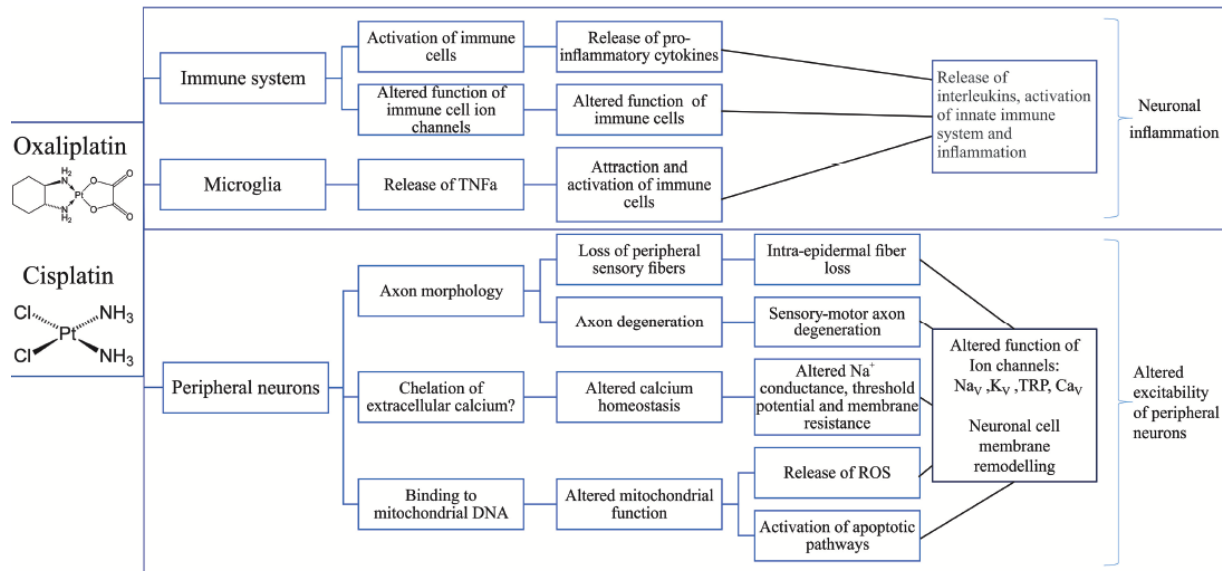 Oxaliplatin
NH₂
NH₂
Pt
O
O
O
O
Cisplatin
Cl
Cl
Pt
NH₃
NH₃
Immune system
Activation of immune
cells
Release of pro-
inflammatory cytokines
Altered function of
immune cell ion
channels
Altered function of
immune cells
Microglia
Release of TNFa
Attraction and
activation of immune
cells
Release of
interleukins, activation
of innate immune
system and
inflammation
Neuronal
inflammation
Peripheral neurons
Axon morphology
Loss of peripheral
sensory fibers
Intra-epidermal fiber
loss
Axon degeneration
Sensory-motor axon
degeneration
Chelation of
extracellular calcium?
Altered calcium
homeostasis
Altered Na⁺
conductance, threshold
potential and membrane
resistance
Binding to
mitochondrial DNA
Altered mitochondrial
function
Release of ROS
Activation of apoptotic
pathways
Altered function of
Ion channels:
Naᵥ ,Kᵥ ,TRP, Caᵥ
Neuronal cell
membrane
remodelling
Altered
excitability
of peripheral
neurons